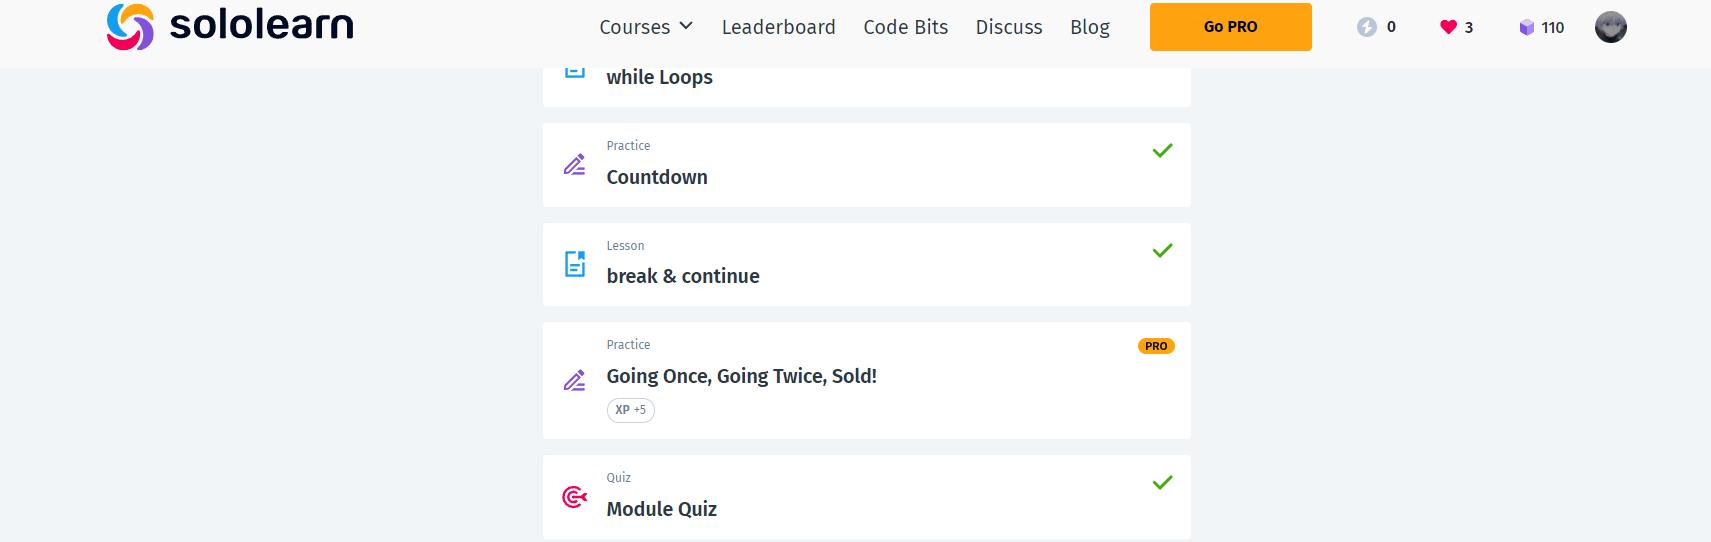 sololearn
Courses Leaderboard Code Bits Discuss Blog Go PRO 0 3 110
while Loops
Practice
Countdown
Lesson
break & continue
Practice
PRO
Going Once, Going Twice, Sold!
XP +5
Quiz
Module Quiz